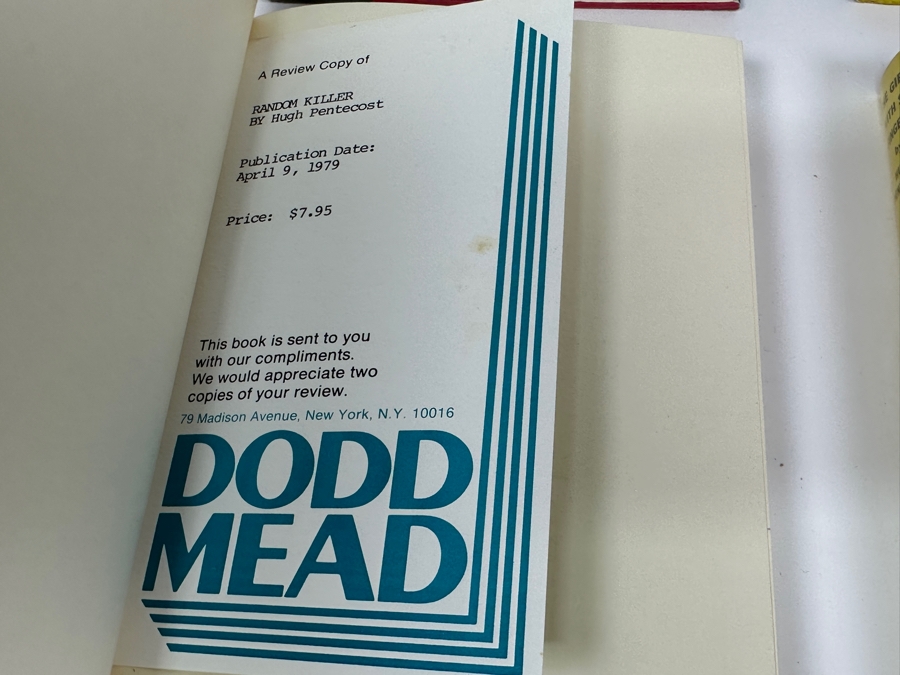 A Review Copy of
RANDOM KILLER
BY Hugh Pentecost
Publication Date:
April 9, 1979
Price: $7.95
This book is sent to you
with our compliments.
We would appreciate two
copies of your review.
79 Madison Avenue, New York, N.Y. 10016
DODD
MEAD